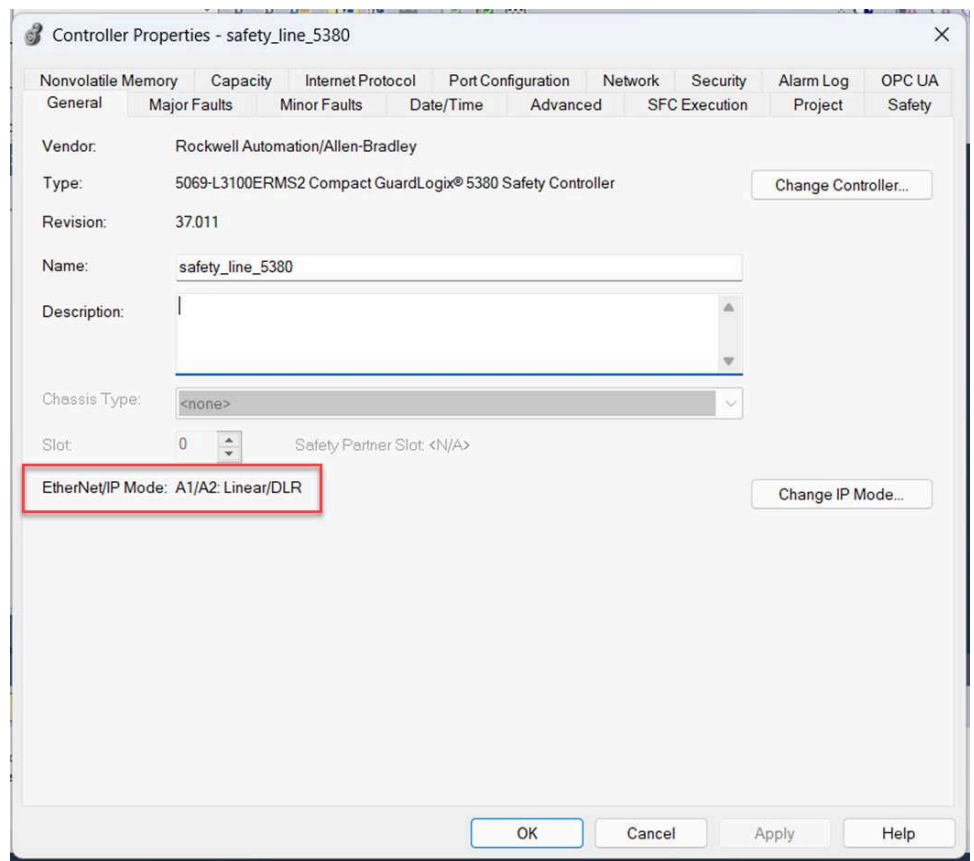 Controller Properties - safety_line_5380
Nonvolatile Memory Capacity Internet Protocol Port Configuration Network Security Alarm Log OPC UA
General Major Faults Minor Faults Date/Time Advanced SFC Execution Project Safety
Vendor: Rockwell Automation/Allen-Bradley
Type: 5069-L3100ERMS2 Compact GuardLogix® 5380 Safety Controller Change Controller...
Revision: 37.011
Name: safety_line_5380
Description:
Chassis Type: <none>
Slot: 0 Safety Partner Slot: <N/A>
EtherNet/IP Mode: A1/A2: Linear/DLR Change IP Mode...
OK Cancel Apply Help